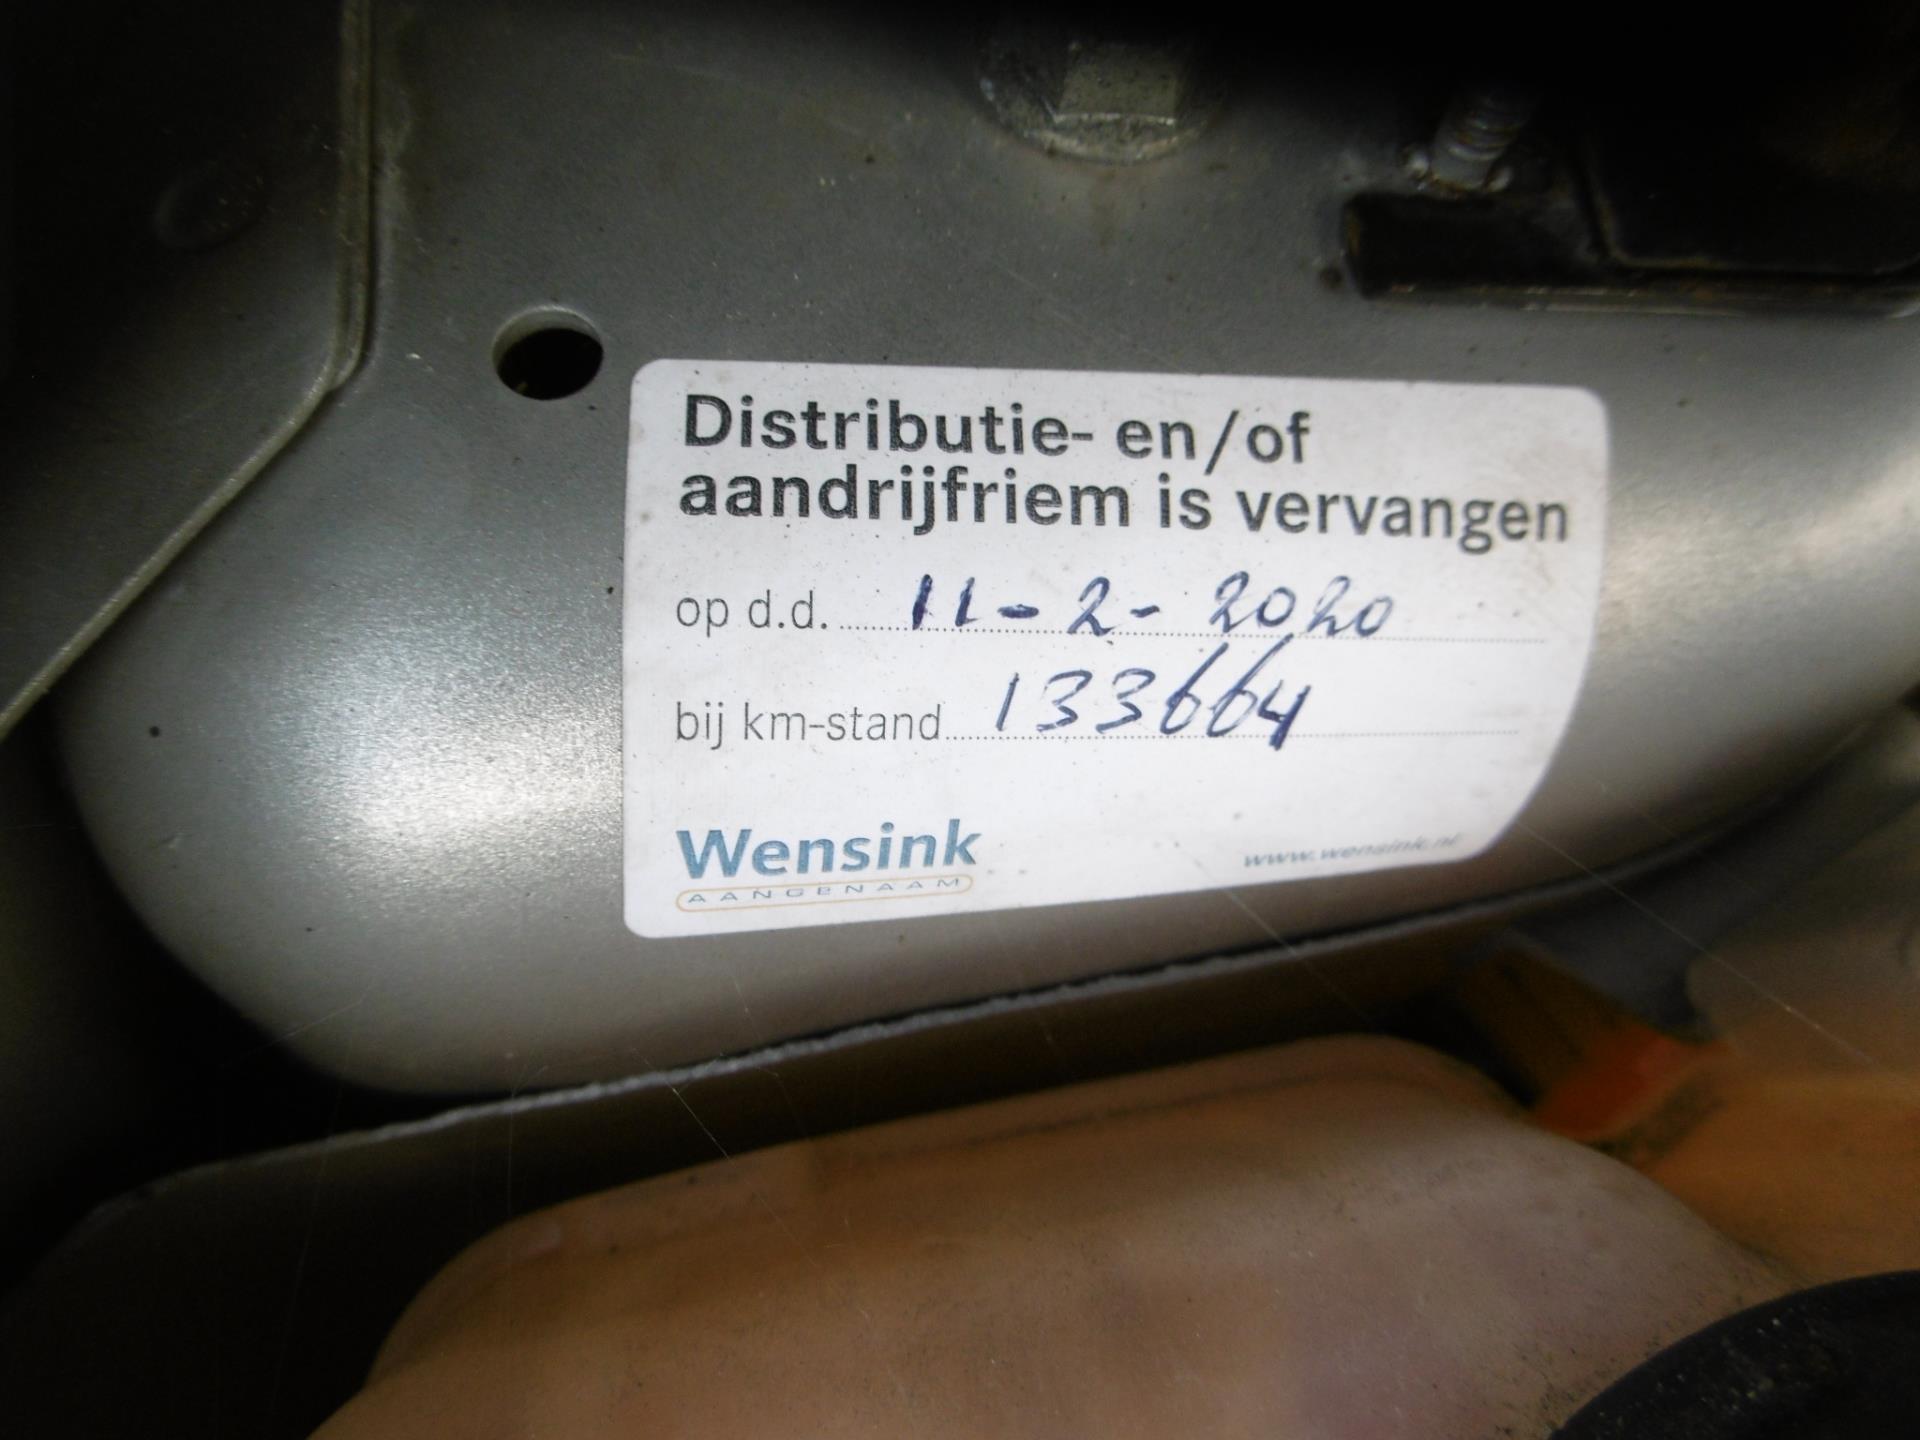 Distributie- en/of
aandrijfriem is vervangen
op d.d. 11-2-2020
bij km-stand 133664
Wensink
AANGENAAM
www.wensink.nl